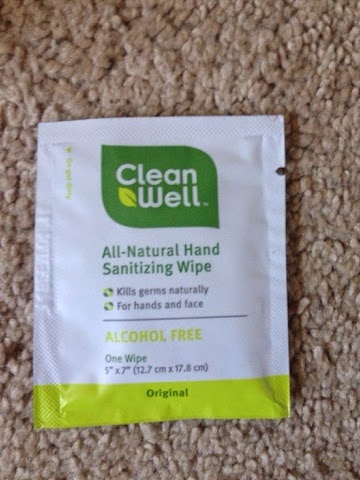 Clean
Well™
All-Natural Hand
Sanitizing Wipe
Kills germs naturally
For hands and face
ALCOHOL FREE
One Wipe
5" x 7" (12.7 cm x 17.8 cm)
Original